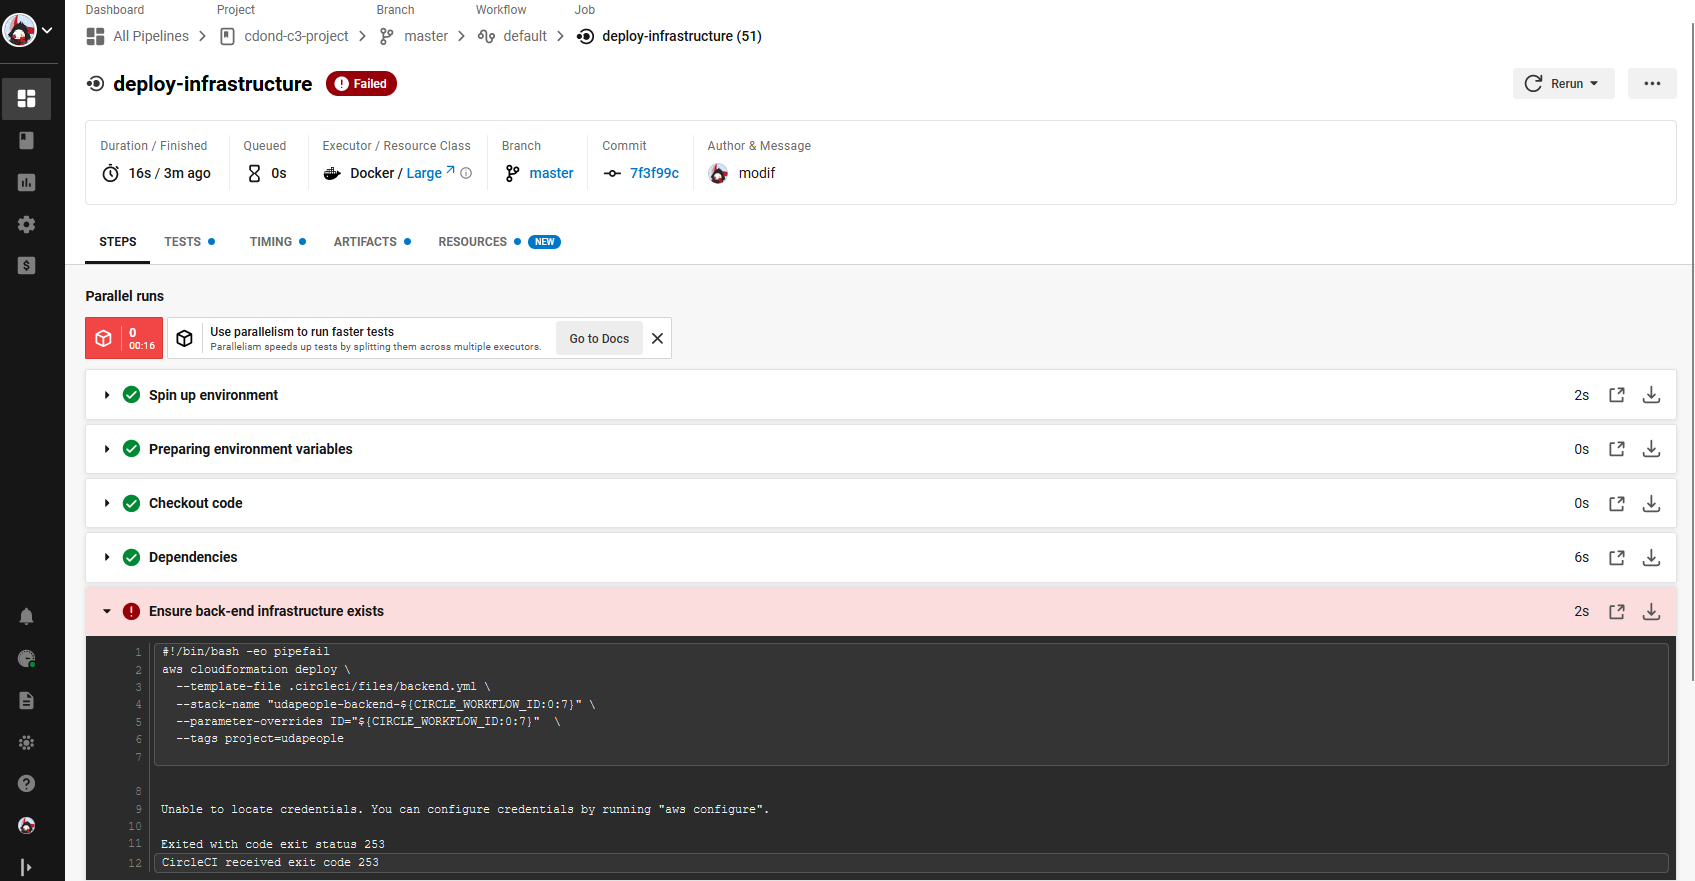 Dashboard Project Branch Workflow Job
All Pipelines cdond-c3-project master default deploy-infrastructure (51)
deploy-infrastructure Failed
Rerun
Duration / Finished Queued Executor / Resource Class Branch Commit Author & Message
16s / 3m ago 0s Docker / Large master 7f3f99c modif
STEPS TESTS TIMING ARTIFACTS RESOURCES NEW
Parallel runs
0
00:16
Use parallelism to run faster tests
Parallelism speeds up tests by splitting them across multiple executors.
Go to Docs
Spin up environment 2s
Preparing environment variables 0s
Checkout code 0s
Dependencies 6s
Ensure back-end infrastructure exists 2s
1 #!/bin/bash -eo pipefail
2 aws cloudformation deploy \
3 --template-file .circleci/files/backend.yml \
4 --stack-name "udapeople-backend-${CIRCLE_WORKFLOW_ID:0:7}" \
5 --parameter-overrides ID="${CIRCLE_WORKFLOW_ID:0:7}" \
6 --tags project=udapeople
7
8
9 Unable to locate credentials. You can configure credentials by running "aws configure".
10
11 Exited with code exit status 253
12 CircleCI received exit code 253